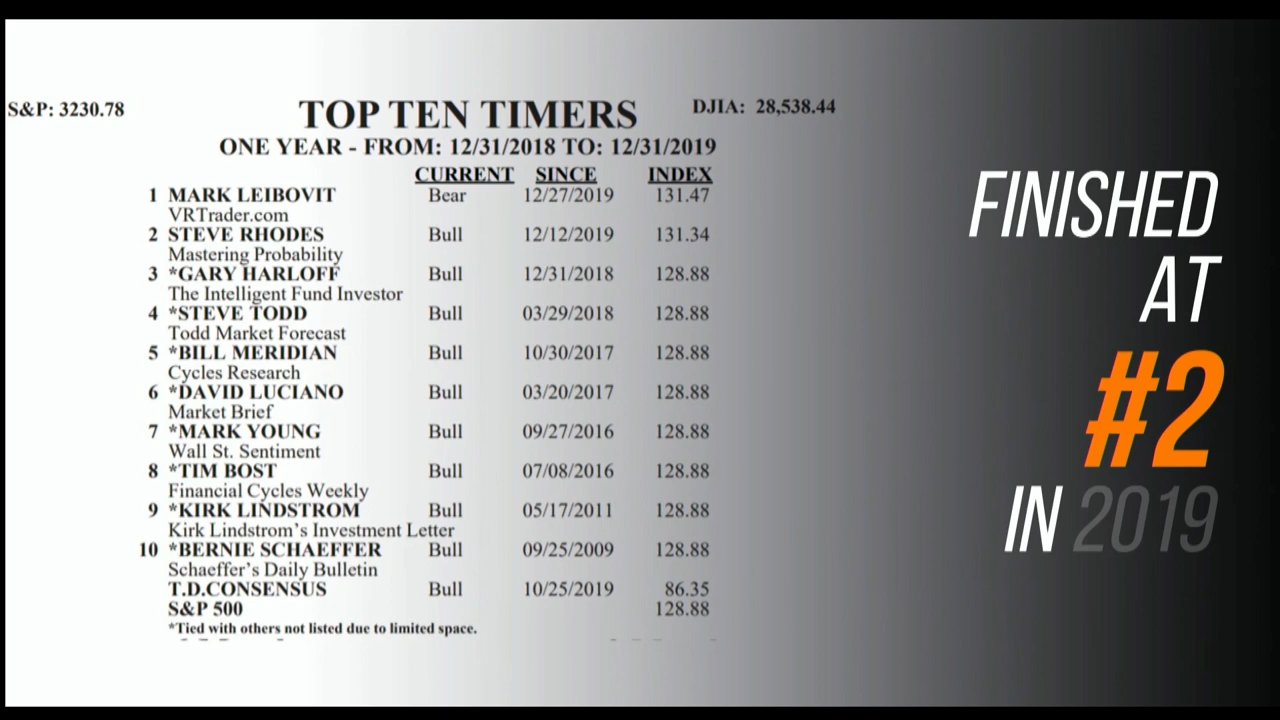 S&P: 3230.78
TOP TEN TIMERS
DJIA: 28,538.44
ONE YEAR - FROM: 12/31/2018 TO: 12/31/2019
CURRENT SINCE INDEX
1 MARK LEIBOVIT Bear 12/27/2019 131.47
VRTrader.com
2 STEVE RHODES Bull 12/12/2019 131.34
Mastering Probability
3 *GARY HARLOFF Bull 12/31/2018 128.88
The Intelligent Fund Investor
4 *STEVE TODD Bull 03/29/2018 128.88
Todd Market Forecast
5 *BILL MERIDIAN Bull 10/30/2017 128.88
Cycles Research
6 *DAVID LUCIANO Bull 03/20/2017 128.88
Market Brief
7 *MARK YOUNG Bull 09/27/2016 128.88
Wall St. Sentiment
8 *TIM BOST Bull 07/08/2016 128.88
Financial Cycles Weekly
9 *KIRK LINDSTROM Bull 05/17/2011 128.88
Kirk Lindstrom's Investment Letter
10 *BERNIE SCHAEFFER Bull 09/25/2009 128.88
Schaeffer's Daily Bulletin
T.D.CONSENSUS Bull 10/25/2019 86.35
S&P 500 128.88
*Tied with others not listed due to limited space.
FINISHED
AT
#2
IN 2019